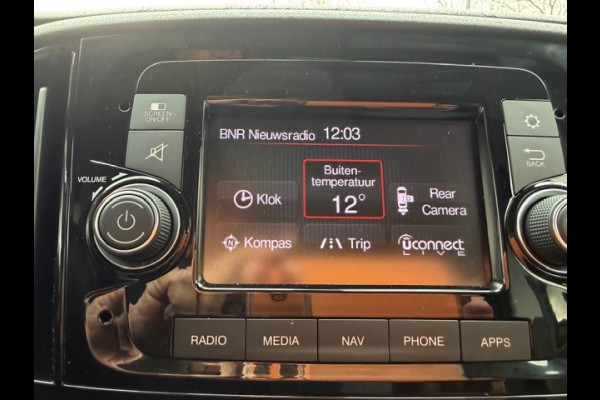 SCREEN
ON/OFF
BNR Nieuwsradio 12:03
BACK
VOLUME
Klok
Buiten-
temperatuur
12°
Rear
Camera
N
Kompas
Trip
uconnect
LIVE
RADIO
MEDIA
NAV
PHONE
APPS